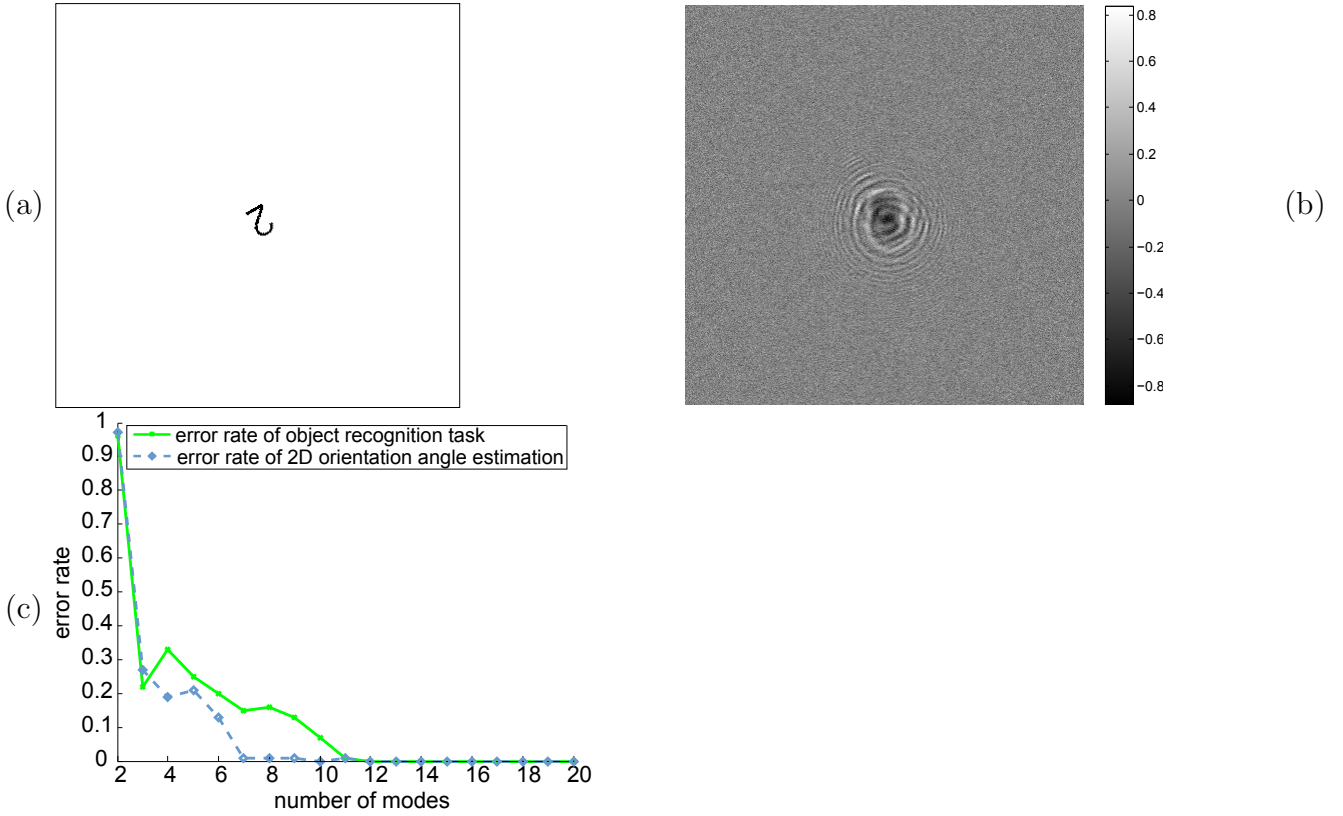 (a)
0.8
0.6
0.4
0.2
0
−0.2
−0.4
−0.6
−0.8
(b)
(c)
error rate of object recognition task
error rate of 2D orientation angle estimation
1
0.9
0.8
0.7
0.6
0.5
0.4
0.3
0.2
0.1
0
error rate
2 4 6 8 10 12 14 16 18 20
number of modes